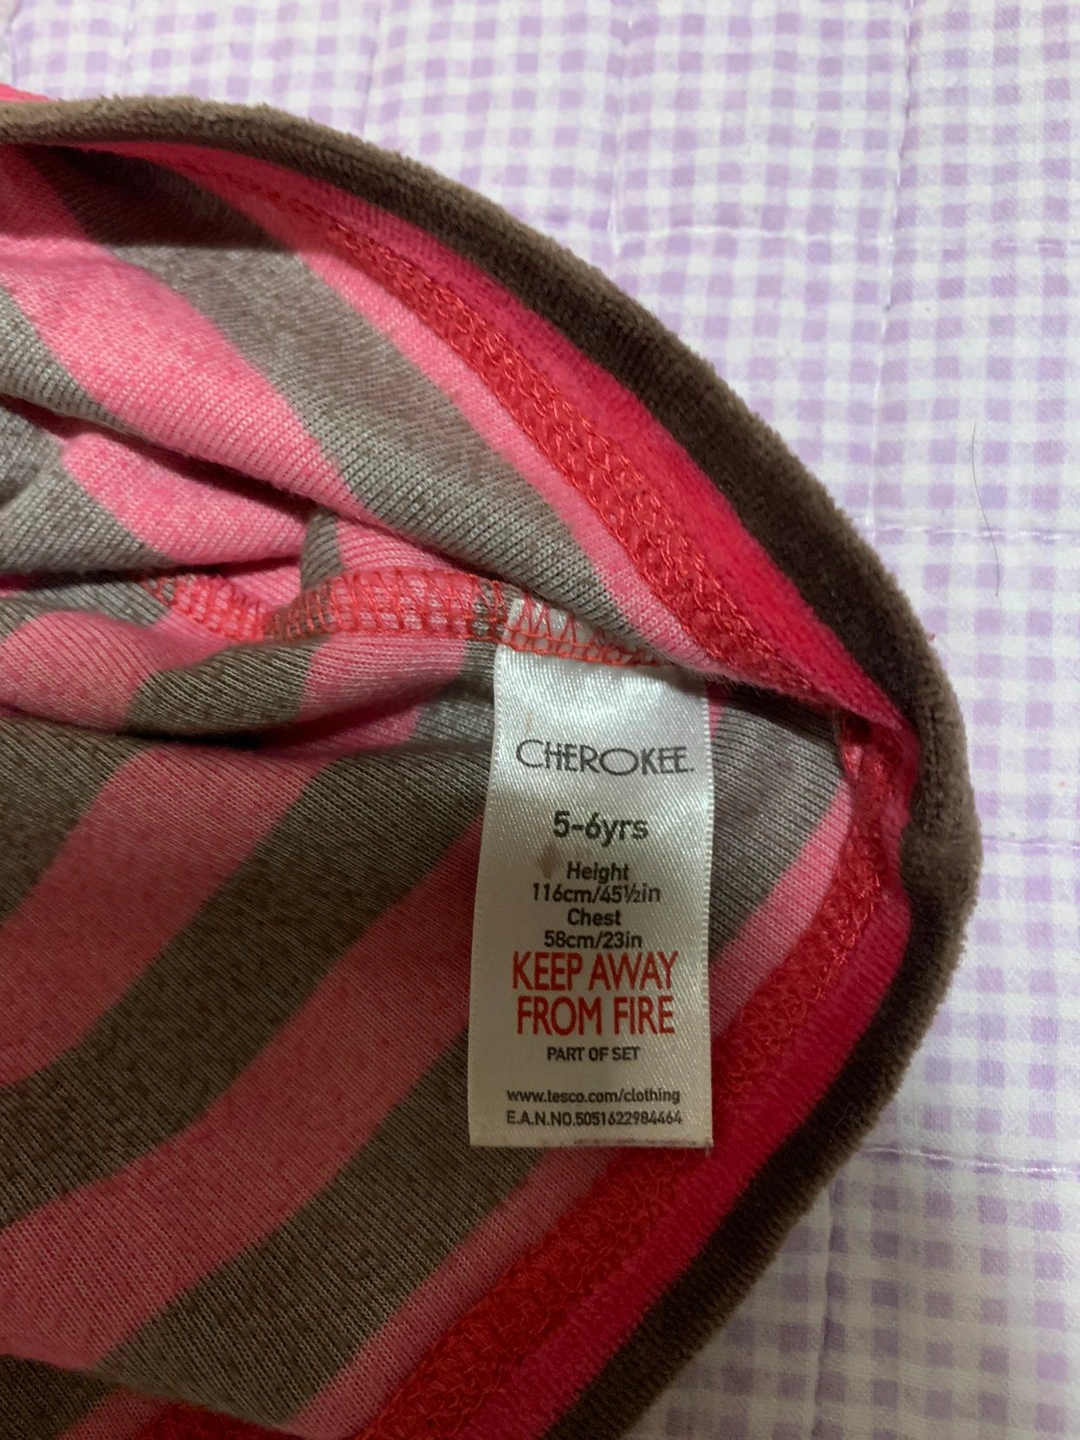 CHEROKEE.
5-6yrs
Height
116cm/45½in
Chest
58cm/23in
KEEP AWAY
FROM FIRE
PART OF SET
www.tesco.com/clothing
E.A.N.NO.5051622984464